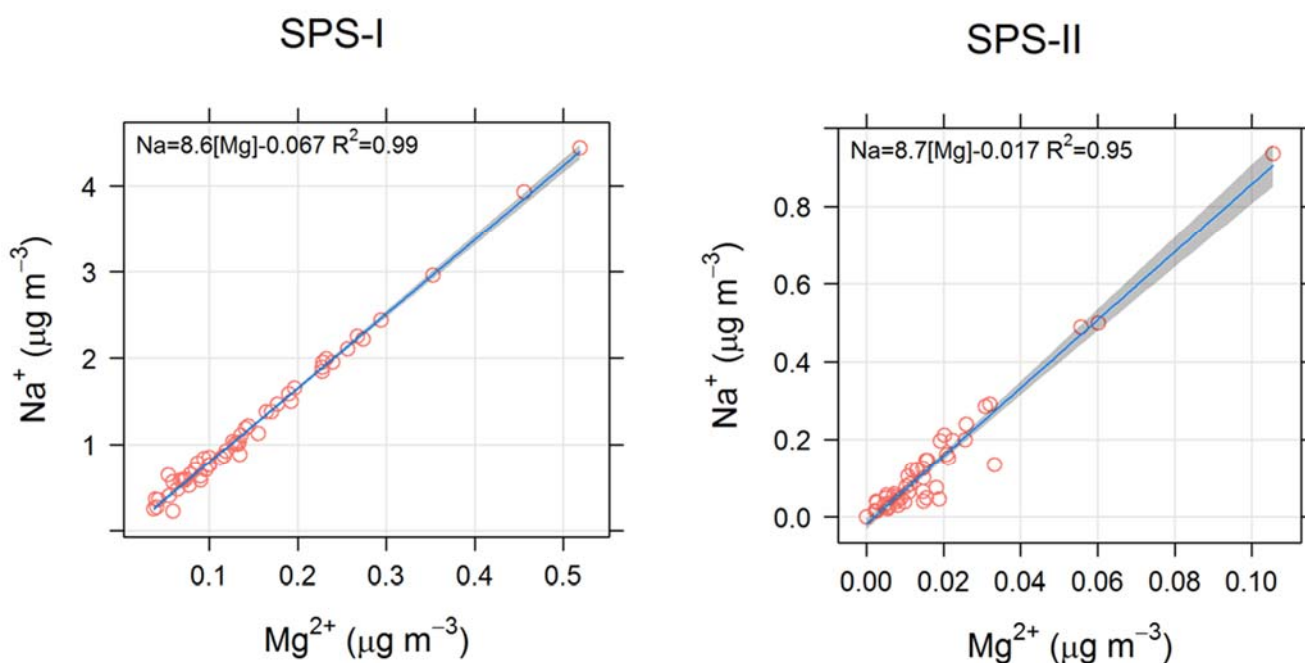 SPS-I
Na=8.6[Mg]-0.067 R²=0.99
4
3
2
1
Na⁺ (μg m⁻³)
0.1 0.2 0.3 0.4 0.5
Mg²⁺ (μg m⁻³)
SPS-II
Na=8.7[Mg]-0.017 R²=0.95
0.8
0.6
0.4
0.2
0.0
Na⁺ (μg m⁻³)
0.00 0.02 0.04 0.06 0.08 0.10
Mg²⁺ (μg m⁻³)